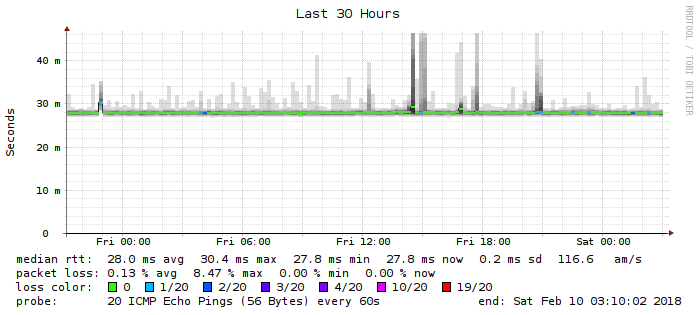 Last 30 Hours
RRDTOOL / TOBI OETIKER
Seconds
40 m
30 m
20 m
10 m
0
Fri 00:00 Fri 06:00 Fri 12:00 Fri 18:00 Sat 00:00
median rtt: 28.0 ms avg 30.4 ms max 27.8 ms min 27.8 ms now 0.2 ms sd 116.6 am/s
packet loss: 0.13 % avg 8.47 % max 0.00 % min 0.00 % now
loss color: 0 1/20 2/20 3/20 4/20 10/20 19/20
probe: 20 ICMP Echo Pings (56 Bytes) every 60s end: Sat Feb 10 03:10:02 2018